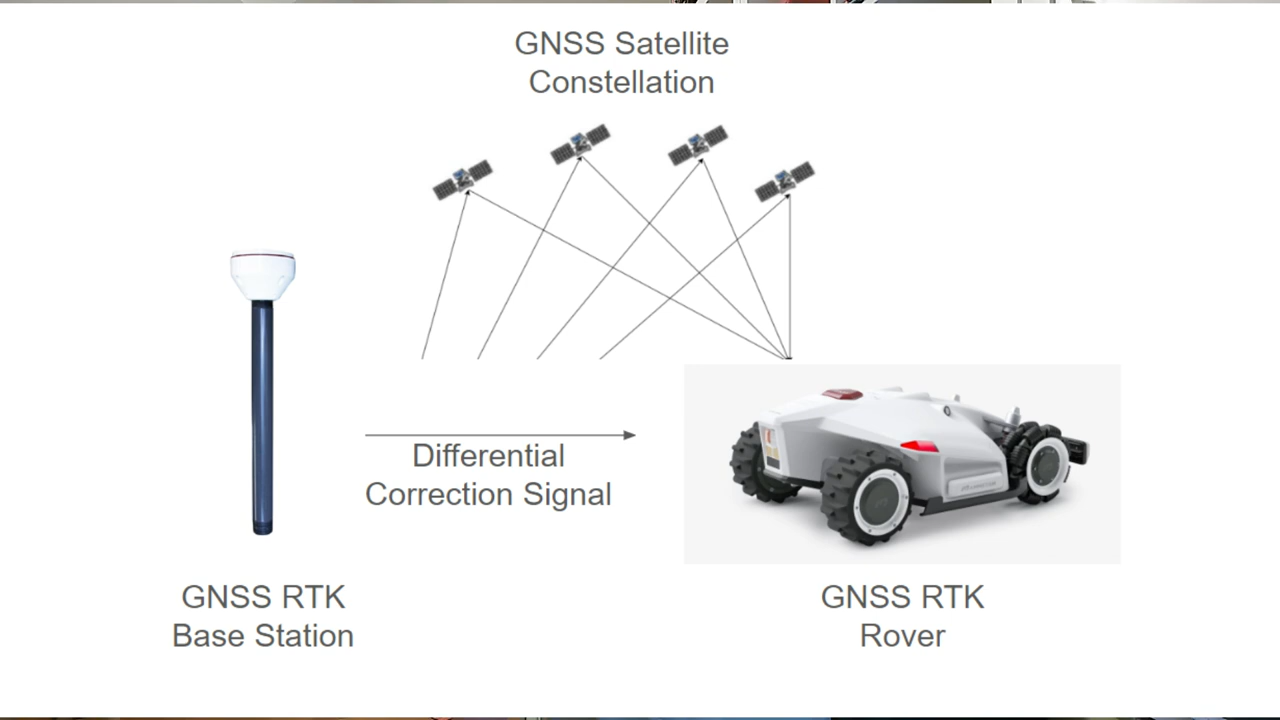 GNSS Satellite
Constellation
Differential
Correction Signal
GNSS RTK
Base Station
GNSS RTK
Rover